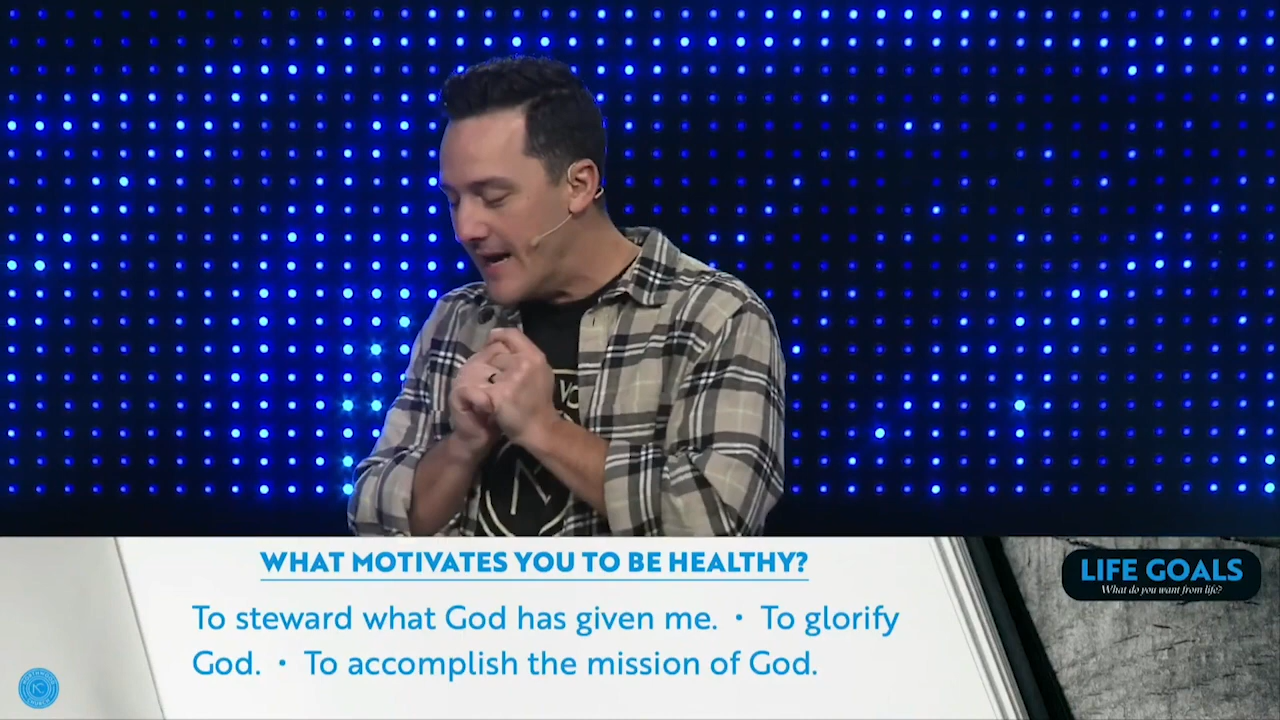 WHAT MOTIVATES YOU TO BE HEALTHY?
To steward what God has given me. • To glorify
God. • To accomplish the mission of God.
LIFE GOALS
What do you want from life?